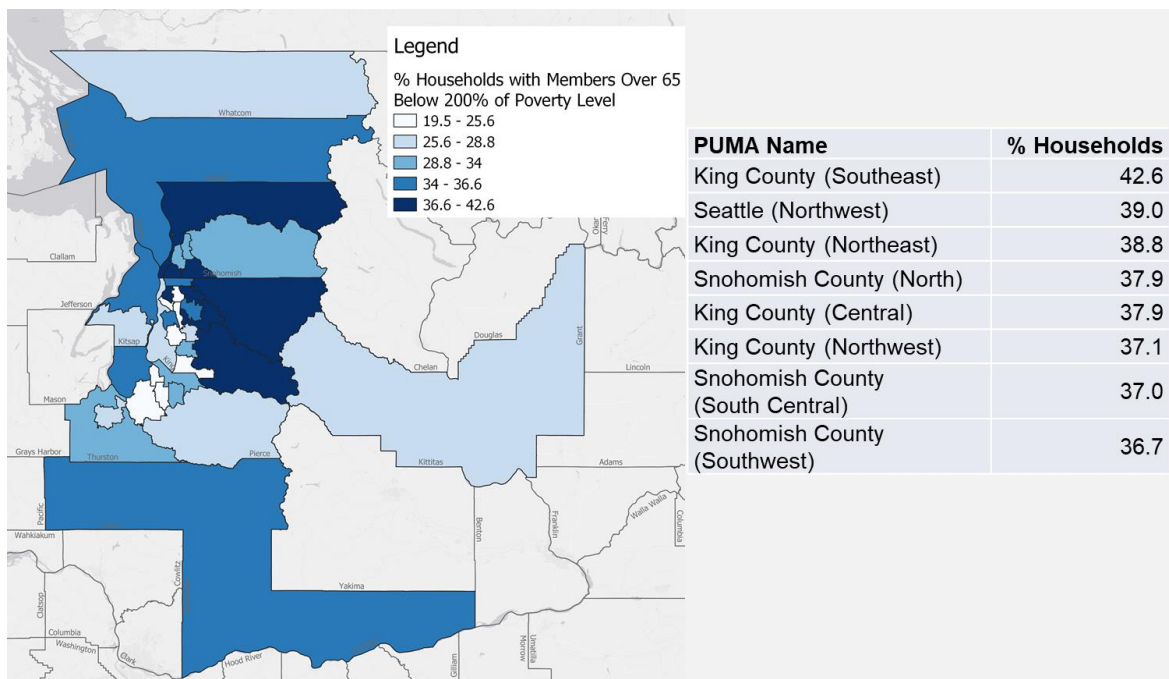 Legend
% Households with Members Over 65
Below 200% of Poverty Level
19.5 - 25.6
25.6 - 28.8
28.8 - 34
34 - 36.6
36.6 - 42.6
Whatcom
Clallam
Snohomish
Jefferson
Kitsap
King
Mason
Grays Harbor
Thurston
Pierce
Pacific
Wahkiakum
Cowlitz
Clatsop
Columbia
Washington
Clark
Hood River
Yakima
Chelan
Douglas
Grant
Ferry
Lincoln
Kittitas
Adams
Benton
Franklin
Walla Walla
Columbia
Gilliam
Morrow
Umatilla
PUMA Name % Households
King County (Southeast) 42.6
Seattle (Northwest) 39.0
King County (Northeast) 38.8
Snohomish County (North) 37.9
King County (Central) 37.9
King County (Northwest) 37.1
Snohomish County
(South Central) 37.0
Snohomish County
(Southwest) 36.7